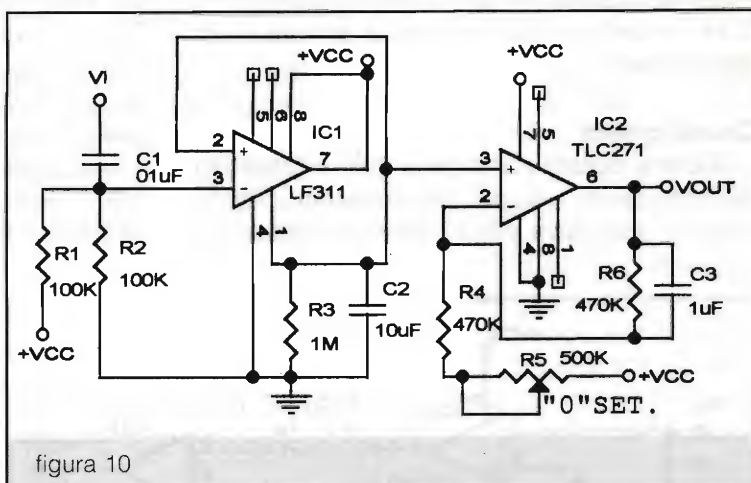 +VCC
+VCC
VI
5
6
8
IC1
7
5
IC2
TLC271
2
+
7
C1
01uF
3
-
LF311
3
+
6
VOUT
2
-
4
1
4
8
1
R1
100K
R2
100K
R3
1M
C2
10uF
R4
470K
R6
470K
C3
1uF
+VCC
R5
500K
+VCC
"0"SET.
figura 10